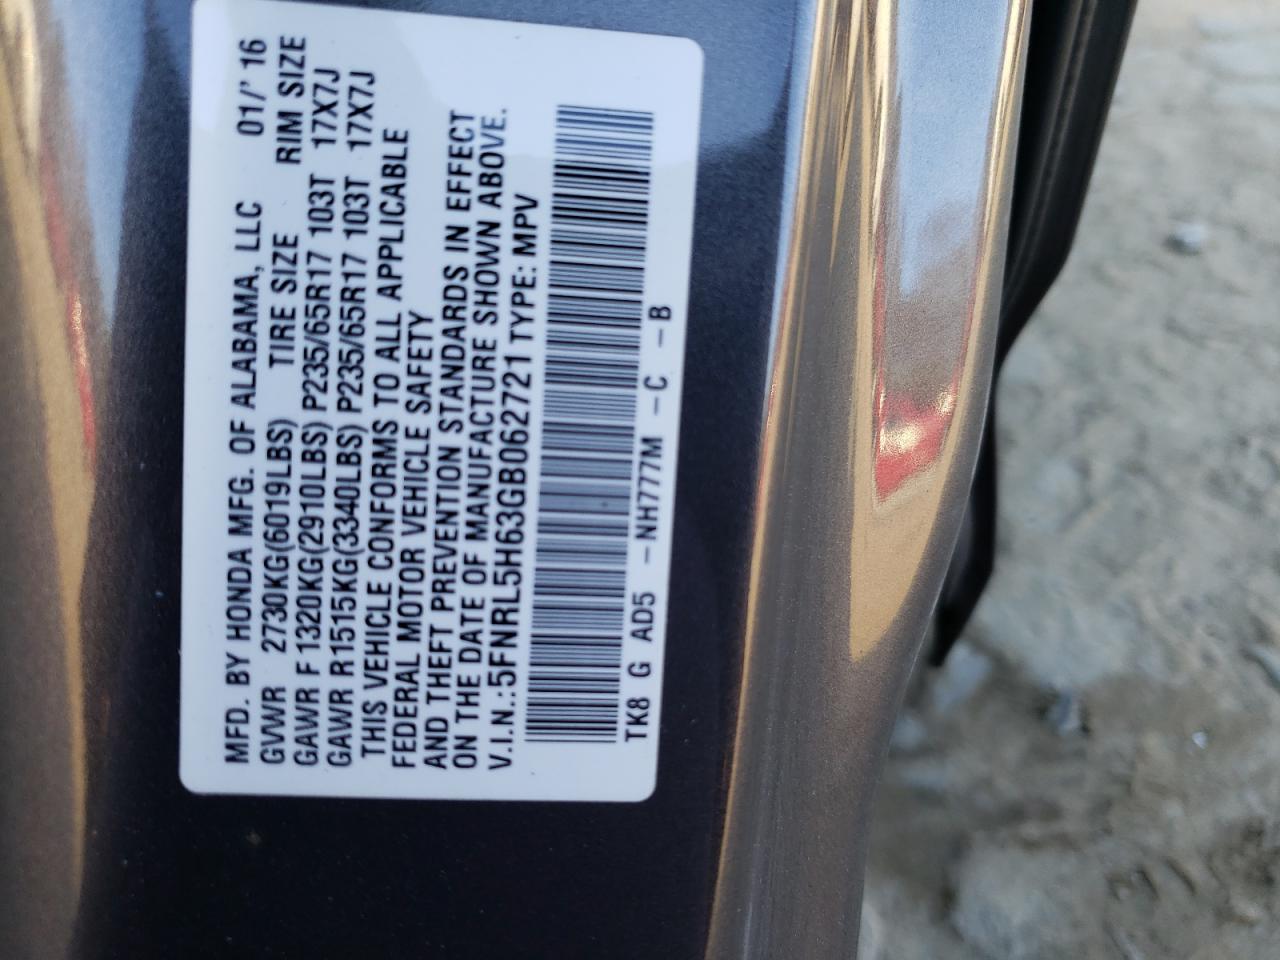 MFD. BY HONDA MFG. OF ALABAMA, LLC 01/' 16
GVWR 2730KG(6019LBS) TIRE SIZE RIM SIZE
GAWR F 1320KG(2910LBS) P235/65R17 103T 17X7J
GAWR R1515KG(3340LBS) P235/65R17 103T 17X7J
THIS VEHICLE CONFORMS TO ALL APPLICABLE
FEDERAL MOTOR VEHICLE SAFETY
AND THEFT PREVENTION STANDARDS IN EFFECT
ON THE DATE OF MANUFACTURE SHOWN ABOVE.
V.I.N.:5FNRL5H63GB062721 TYPE: MPV
TK8 G AD5 -NH777M -C -B